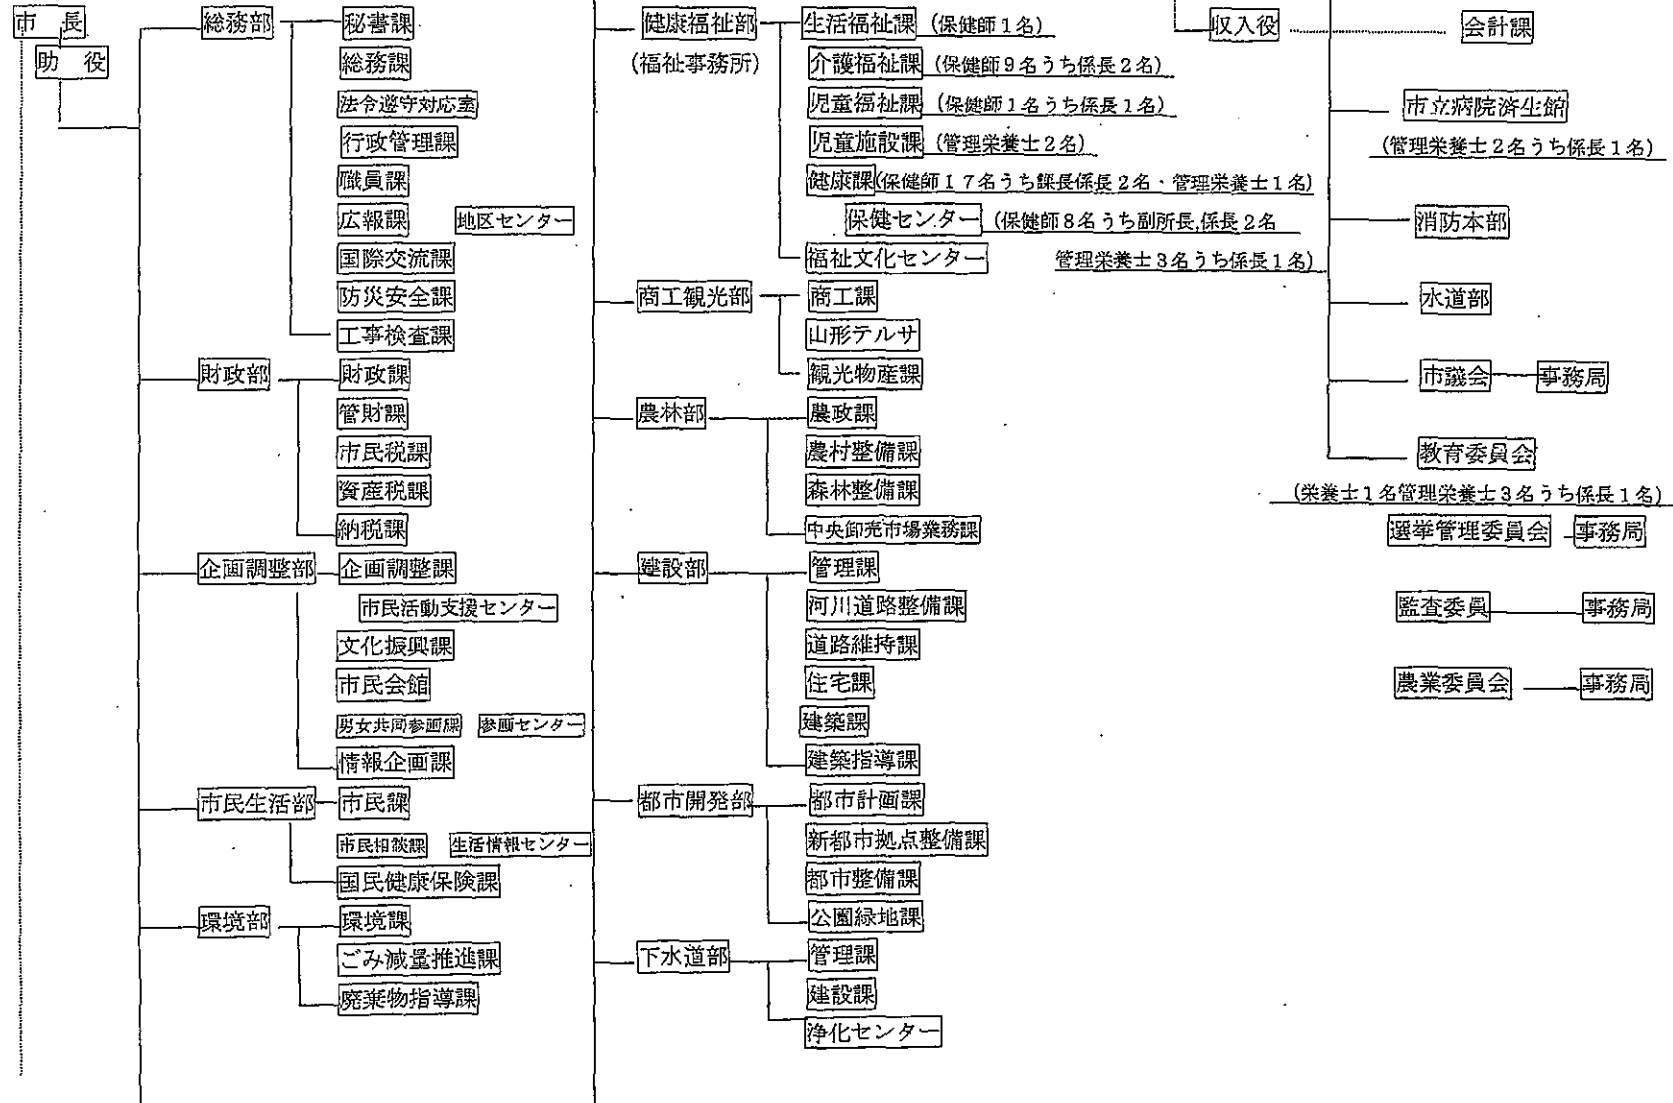 市 長
助 役
総務部
秘書課
総務課
法令遵守対応室
行政管理課
職員課
広報課 地区センター
国際交流課
防災安全課
工事検査課
財政部
財政課
管財課
市民税課
資産税課
納税課
企画調整部
企画調整課
市民活動支援センター
文化振興課
市民会館
男女共同参画課 参画センター
情報企画課
市民生活部
市民課
市民相談課 生活情報センター
国民健康保険課
環境部
環境課
ごみ減量推進課
廃棄物指導課
健康福祉部
(福祉事務所)
生活福祉課 (保健師1名)
介護福祉課 (保健師9名うち係長2名)
児童福祉課 (保健師1名うち係長1名)
児童施設課 (管理栄養士2名)
健康課(保健師17名うち課長係長2名・管理栄養士1名)
保健センター (保健師8名うち副所長,係長2名
管理栄養士3名うち係長1名)
福祉文化センター
商工観光部
商工課
山形テルサ
観光物産課
農林部
農政課
農村整備課
森林整備課
中央卸売市場業務課
建設部
管理課
河川道路整備課
道路維持課
住宅課
建築課
建築指導課
都市開発部
都市計画課
新都市拠点整備課
都市整備課
公園緑地課
下水道部
管理課
建設課
浄化センター
収入役 会計課
市立病院済生館
(管理栄養士2名うち係長1名)
消防本部
水道部
市議会 事務局
教育委員会
(栄養士1名管理栄養士3名うち係長1名)
選挙管理委員会 事務局
監査委員 事務局
農業委員会 事務局